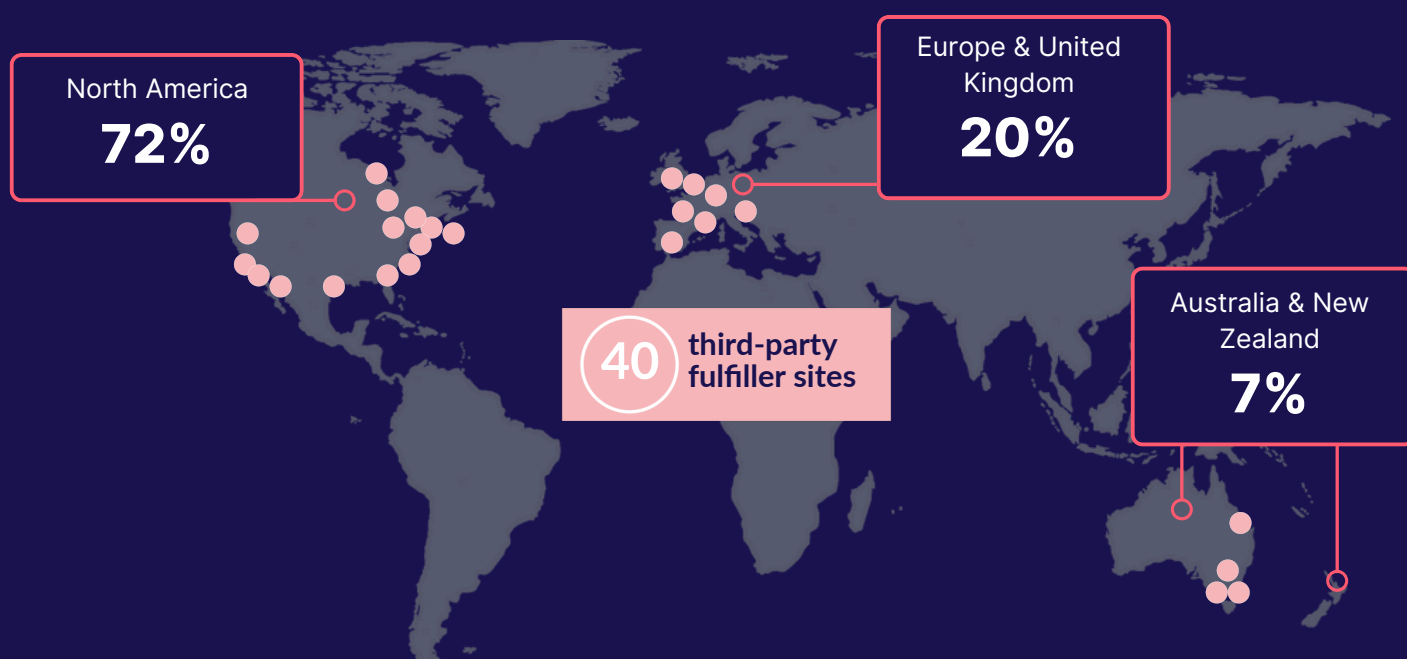 North America
72%
Europe & United
Kingdom
20%
Australia & New
Zealand
7%
40
third-party
fulfiller sites